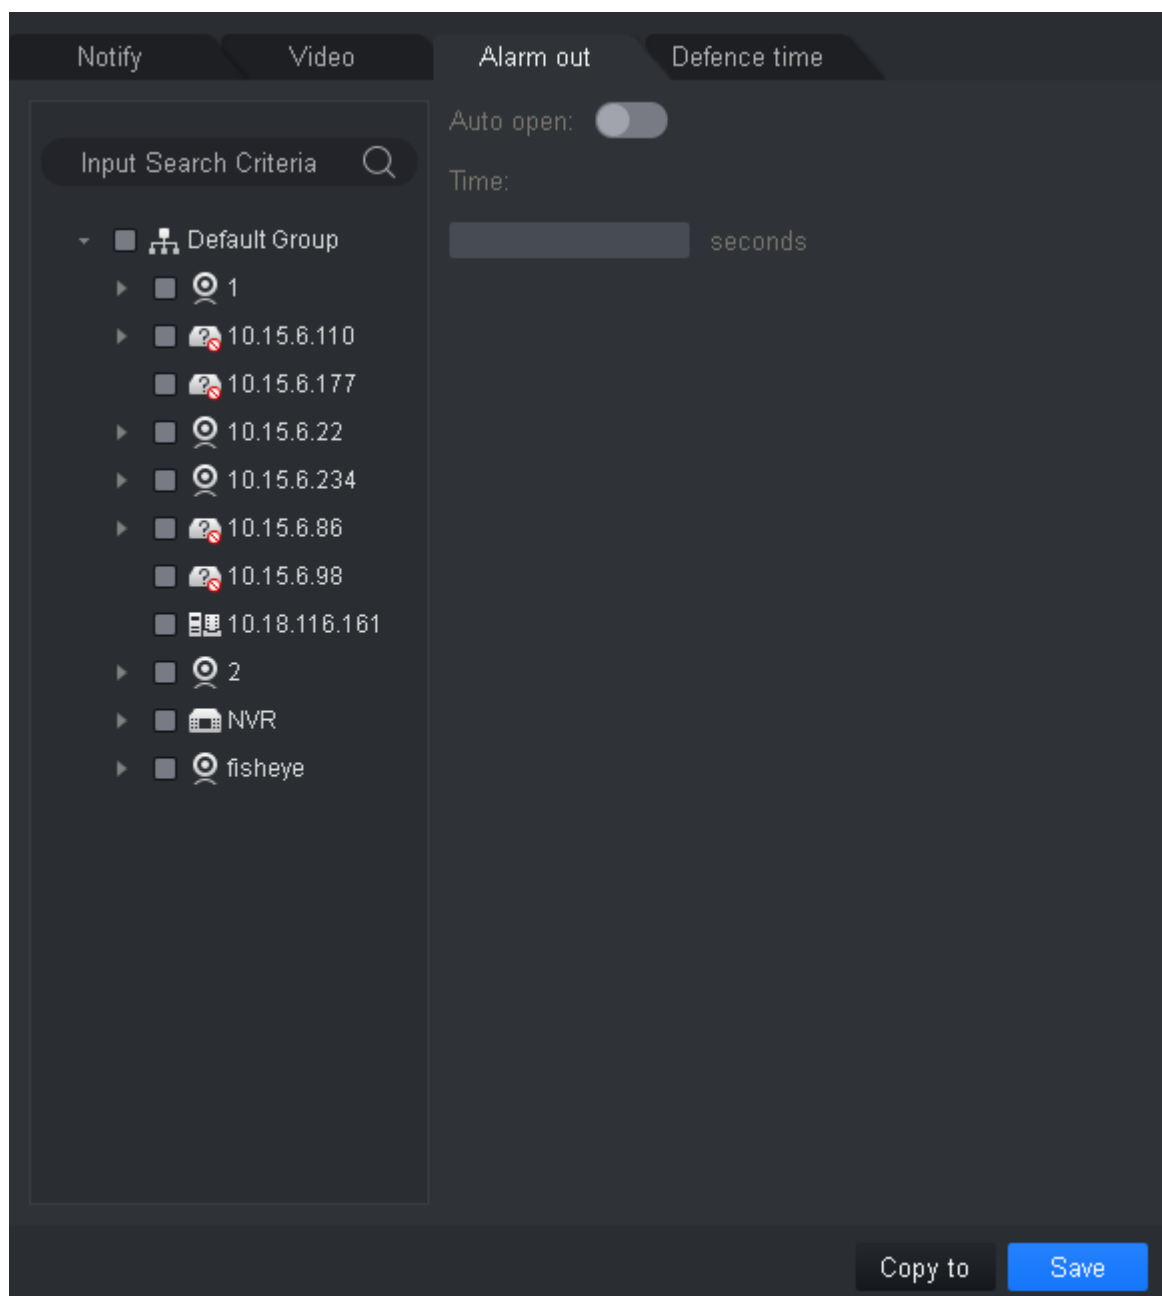 Notify Video Alarm out Defence time
Auto open:
Input Search Criteria
Time:
seconds
Default Group
1
10.15.6.110
10.15.6.177
10.15.6.22
10.15.6.234
10.15.6.86
10.15.6.98
10.18.116.161
2
NVR
fisheye
Copy to Save